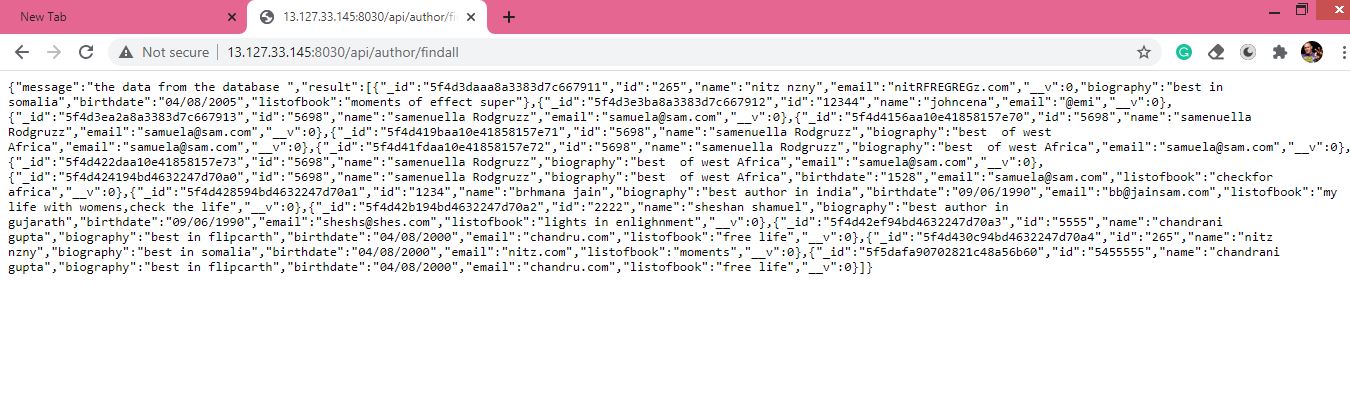 New Tab
13.127.33.145:8030/api/author/fi
Not secure | 13.127.33.145:8030/api/author/findall
{"message":"the data from the database ","result":[{"_id":"5f4d3daaa8a3383d7c667911","id":"265","name":"nitz nzny","email":"nitRFREGREGz.com","__v":0,"biography":"best in
somalia","birthdate":"04/08/2005","listofbook":"moments of effect super"},{"_id":"5f4d3e3ba8a3383d7c667912","id":"12344","name":"johncena","email":"@emi","__v":0},
{"_id":"5f4d3ea2a8a3383d7c667913","id":"5698","name":"samenuella Rodgruzz","email":"samuela@sam.com","__v":0},{"_id":"5f4d4156aa10e41858157e70","id":"5698","name":"samenuella
Rodgruzz","email":"samuela@sam.com","__v":0},{"_id":"5f4d419baa10e41858157e71","id":"5698","name":"samenuella Rodgruzz","biography":"best  of west
Africa","email":"samuela@sam.com","__v":0},{"_id":"5f4d41fdaa10e41858157e72","id":"5698","name":"samenuella Rodgruzz","biography":"best  of west Africa","email":"samuela@sam.com","__v":0},
{"_id":"5f4d422daa10e41858157e73","id":"5698","name":"samenuella Rodgruzz","biography":"best  of west Africa","email":"samuela@sam.com","__v":0},
{"_id":"5f4d424194bd4632247d70a0","id":"5698","name":"samenuella Rodgruzz","biography":"best  of west Africa","birthdate":"1528","email":"samuela@sam.com","listofbook":"checkfor
africa","__v":0},{"_id":"5f4d428594bd4632247d70a1","id":"1234","name":"brhmana jain","biography":"best author in india","birthdate":"09/06/1990","email":"bb@jainsam.com","listofbook":"my
life with womens,check the life","__v":0},{"_id":"5f4d42b194bd4632247d70a2","id":"2222","name":"sheshan shamuel","biography":"best author in
gujarath","birthdate":"09/06/1990","email":"sheshs@shes.com","listofbook":"lights in enlighnment","__v":0},{"_id":"5f4d42ef94bd4632247d70a3","id":"5555","name":"chandrani
gupta","biography":"best in flipcarth","birthdate":"04/08/2000","email":"chandru.com","listofbook":"free life","__v":0},{"_id":"5f4d430c94bd4632247d70a4","id":"265","name":"nitz
nzny","biography":"best in somalia","birthdate":"04/08/2000","email":"nitz.com","listofbook":"moments","__v":0},{"_id":"5f5dafa90702821c48a56b60","id":"5455555","name":"chandrani
gupta","biography":"best in flipcarth","birthdate":"04/08/2000","email":"chandru.com","listofbook":"free life","__v":0}]}